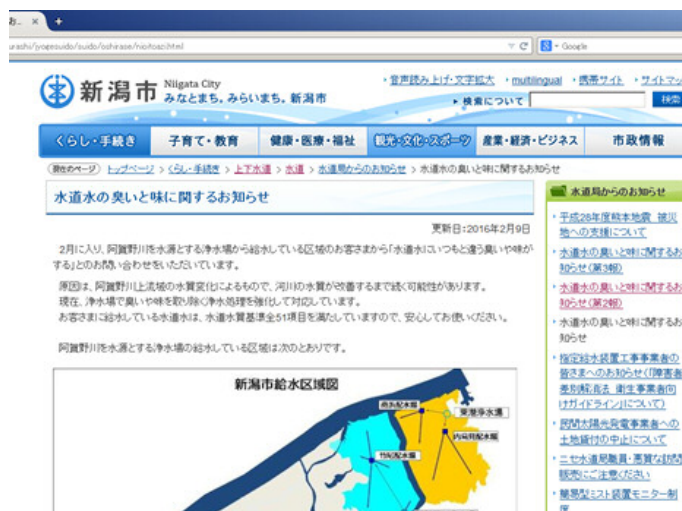 お...
urashi/jyogesuido/suido/oshirase/nioitoazi.html
Google
新潟市 Niigata City
みなとまち。みらいまち。新潟市
・音声読み上げ・文字拡大 ・multilingual ・携帯サイト ・サイトマッ
検索について
検索
くらし・手続き 子育て・教育 健康・医療・福祉 観光・文化・スポーツ 産業・経済・ビジネス 市政情報
現在のページ トップページ > くらし・手続き > 上下水道 > 水道 > 水道局からのお知らせ > 水道水の臭いと味に関するお知らせ
水道水の臭いと味に関するお知らせ
更新日:2016年2月9日
2月に入り、阿賀野川を水源とする浄水場から給水している区域のお客さまから「水道水にいつもと違う臭いや味が
する」とのお問い合わせをいただいています。
原因は、阿賀野川上流域の水質変化によるもので、河川の水質が改善するまで続く可能性があります。
現在、浄水場で臭いや味を取り除く浄水処理を強化して対応しています。
お客さまに給水している水道水は、水道水質基準全51項目を満たしていますので、安心してお使いください。
阿賀野川を水源とする浄水場の給水している区域は次のとおりです。
新潟市給水区域図
南浜配水場
東港浄水場
内島見配水場
竹尾配水場
水道局からのお知らせ
・平成28年度熊本地震 被災
地への支援について
・水道水の臭いと味に関するお
知らせ(第3報)
・水道水の臭いと味に関するお
知らせ(第2報)
・水道水の臭いと味に関するお
知らせ
・指定給水装置工事事業者の
皆さまへのお知らせ(「障害者
差別解消法 衛生事業者向
けガイドライン」について)
・民間太陽光発電事業者への
土地貸付の中止について
・ニセ水道局職員・悪質な訪問
販売にご注意ください
・簡易型ミスト装置モニター制
度